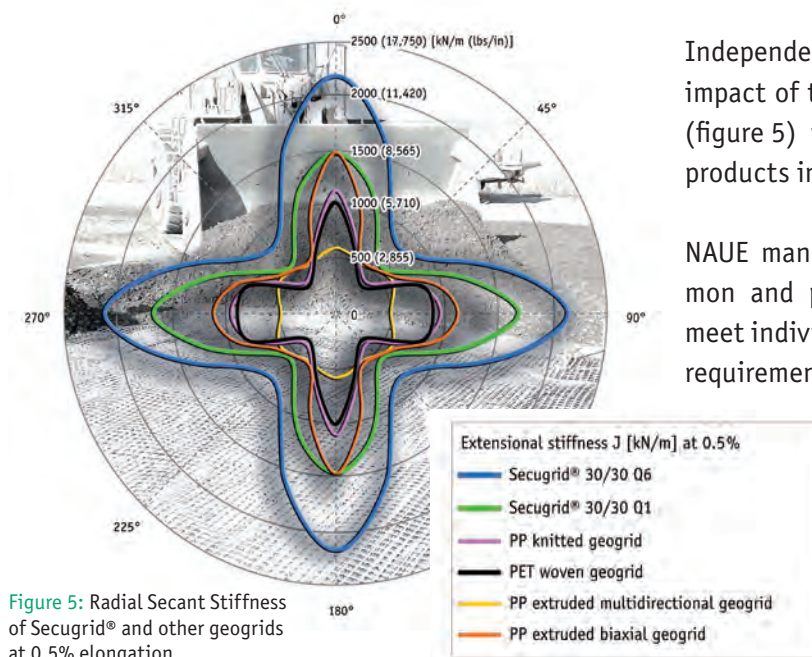 0°
2500 (17,750) [kN/m (lbs/in)]
2000 (11,420)
315°
45°
1500 (8,565)
1000 (5,710)
500 (2,855)
270°
0
90°
225°
180°
Independe
impact of t
(figure 5)
products in
NAUE man
mon and p
meet indiv
requiremen
Extensional stiffness J [kN/m] at 0.5%
Secugrid® 30/30 Q6
Secugrid® 30/30 Q1
PP knitted geogrid
PET woven geogrid
PP extruded multidirectional geogrid
PP extruded biaxial geogrid
Figure 5: Radial Secant Stiffness
of Secugrid® and other geogrids
at 0.5% elongation